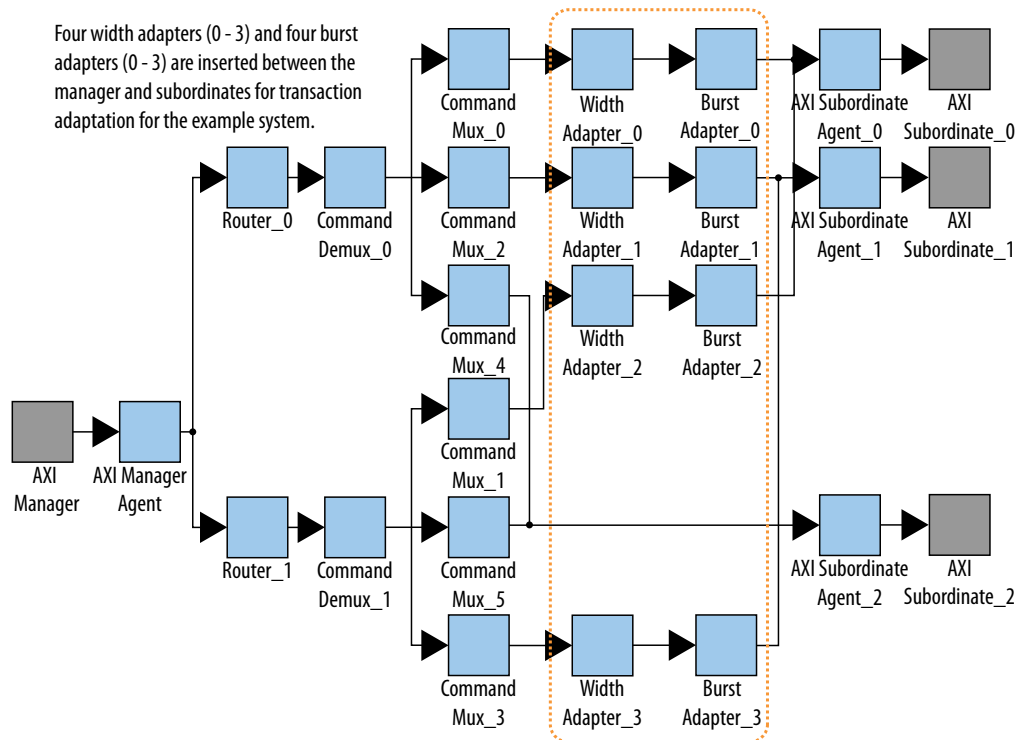 Four width adapters (0 - 3) and four burst
adapters (0 - 3) are inserted between the
manager and subordinates for transaction
adaptation for the example system.
Command
Mux_0
Width
Adapter_0
Burst
Adapter_0
AXI Subordinate
Agent_0
AXI
Subordinate_0
Router_0
Command
Demux_0
Command
Mux_2
Width
Adapter_1
Burst
Adapter_1
AXI Subordinate
Agent_1
AXI
Subordinate_1
Command
Mux_4
Width
Adapter_2
Burst
Adapter_2
AXI
Manager
AXI Manager
Agent
Command
Mux_1
Router_1
Command
Demux_1
Command
Mux_5
AXI Subordinate
Agent_2
AXI
Subordinate_2
Command
Mux_3
Width
Adapter_3
Burst
Adapter_3